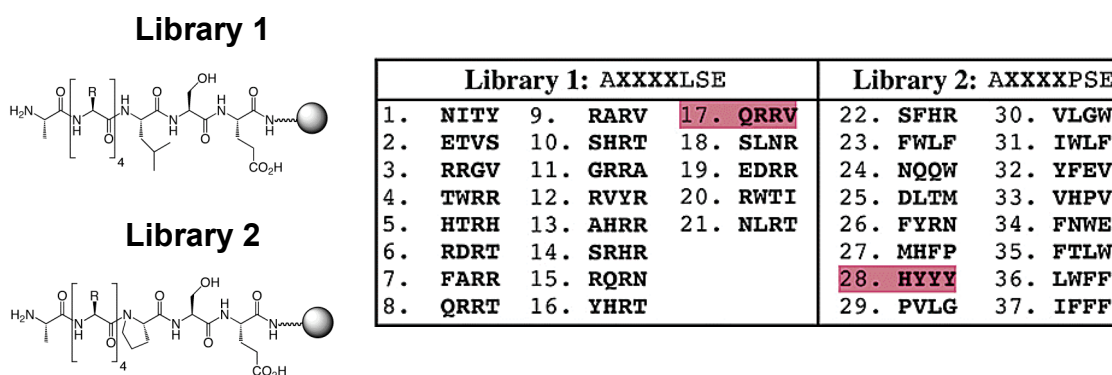 Library 1
H2N
O
R
N
H
O
4
H
N
O
N
H
OH
O
H
N
O
CO2H
O
N
H
Library 2
H2N
O
R
N
H
O
4
N
O
N
H
OH
O
H
N
O
CO2H
O
N
H
Library 1: AXXXXLSE Library 2: AXXXXPSE
1. NITY 9. RARV 17. QRRV 22. SFHR 30. VLGW
2. ETVS 10. SHRT 18. SLNR 23. FWLF 31. IWLF
3. RRGV 11. GRRA 19. EDRR 24. NQQW 32. YFEV
4. TWRR 12. RVYR 20. RWTI 25. DLTM 33. VHPV
5. HTRH 13. AHRR 21. NLRT 26. FYRN 34. FNWE
6. RDRT 14. SRHR 27. MHFP 35. FTLW
7. FARR 15. RQRN 28. HYYY 36. LWFF
8. QRRT 16. YHRT 29. PVLG 37. IFFF